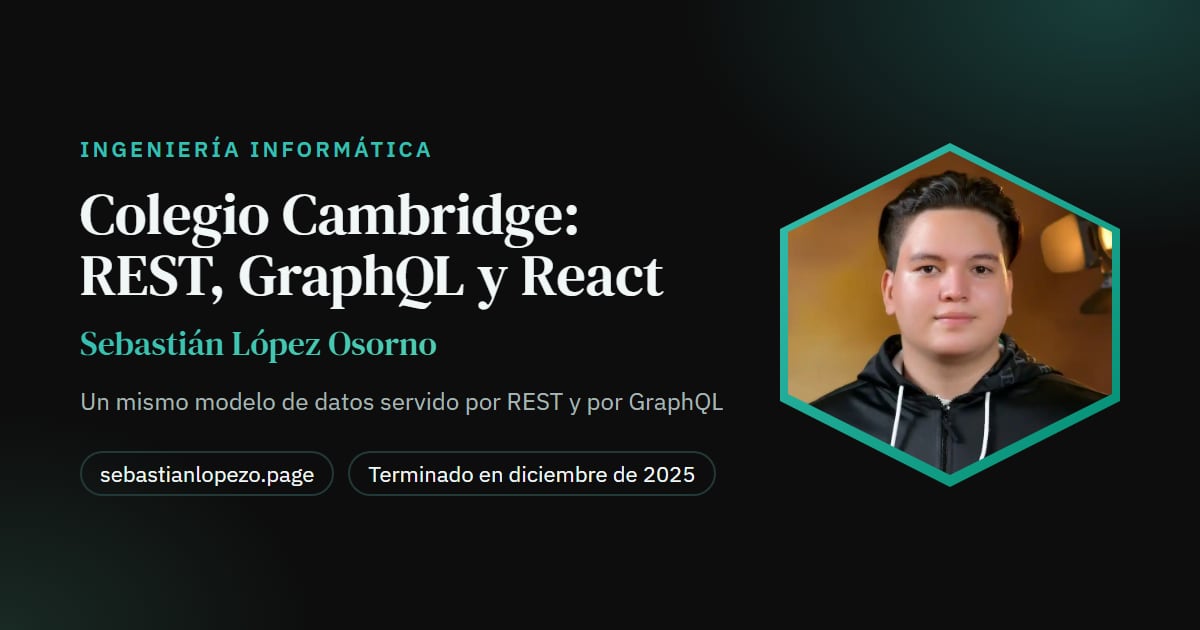 INGENIERÍA INFORMÁTICA
Colegio Cambridge:
REST, GraphQL y React
Sebastián López Osorno
Un mismo modelo de datos servido por REST y por GraphQL
sebastianlopezo.page
Terminado en diciembre de 2025